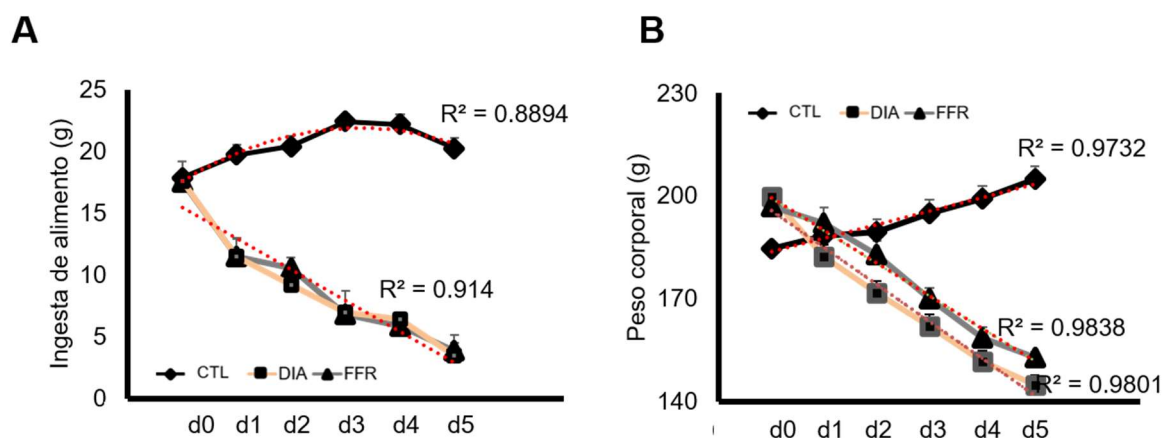 A
Ingesta de alimento (g)
25
20
15
10
5
0
R² = 0.8894
R² = 0.914
CTL DIA FFR
d0 d1 d2 d3 d4 d5
B
Peso corporal (g)
230
200
170
140
CTL DIA FFR
R² = 0.9732
R² = 0.9838
R² = 0.9801
d0 d1 d2 d3 d4 d5